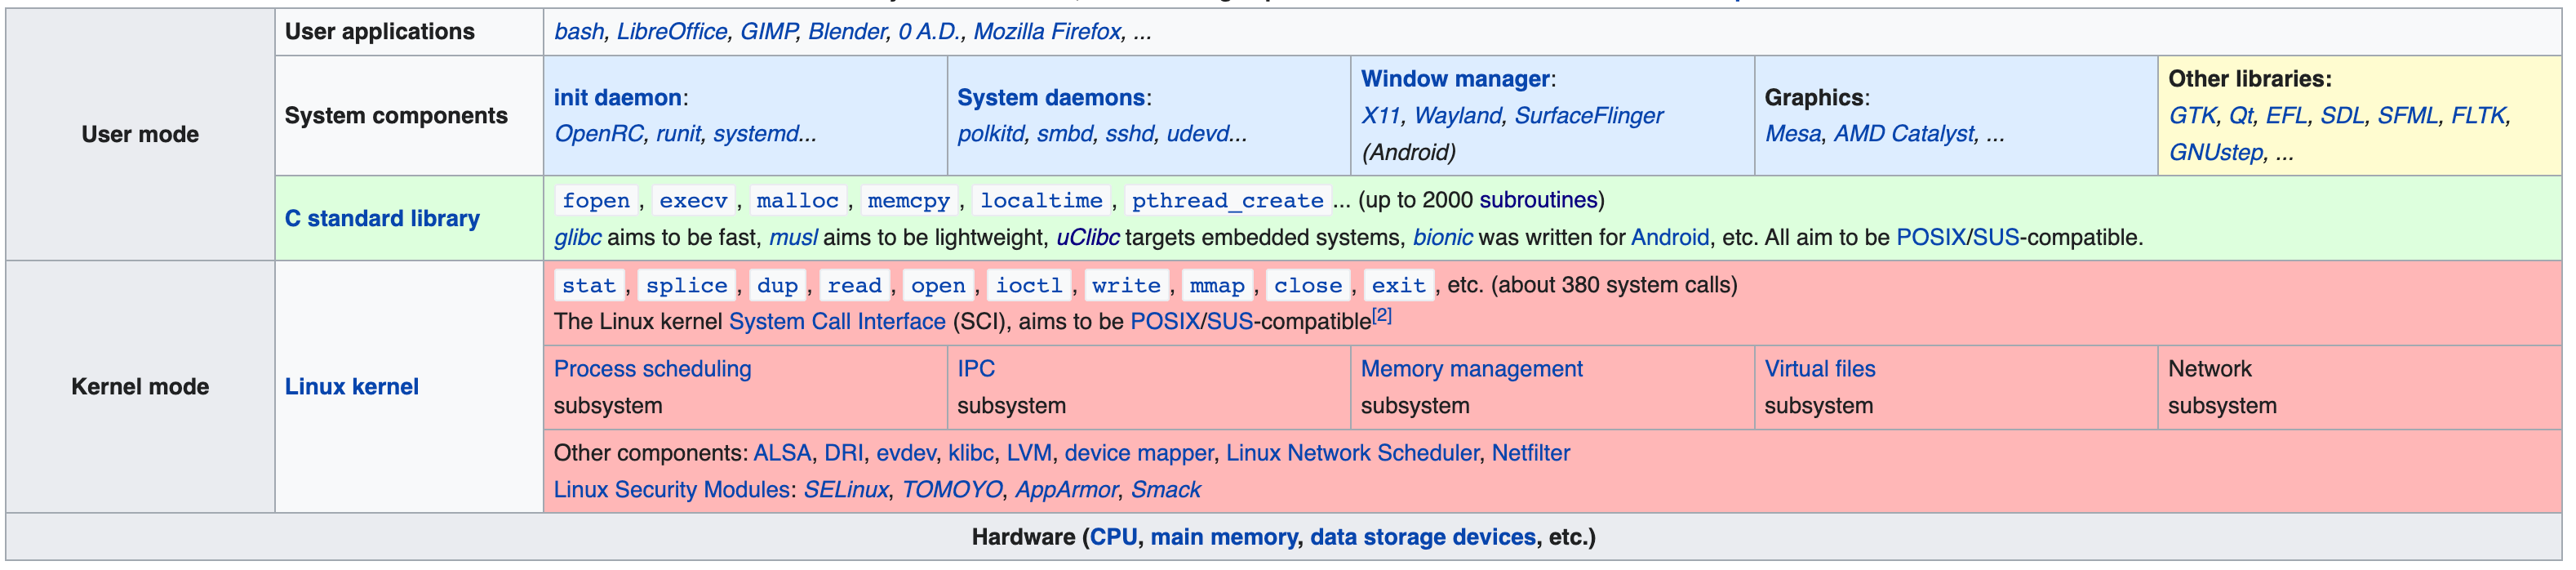 User mode
User applications
bash, LibreOffice, GIMP, Blender, 0 A.D., Mozilla Firefox, ...
System components
init daemon:
OpenRC, runit, systemd...
System daemons:
polkitd, smbd, sshd, udevd...
Window manager:
X11, Wayland, SurfaceFlinger
(Android)
Graphics:
Mesa, AMD Catalyst, ...
Other libraries:
GTK, Qt, EFL, SDL, SFML, FLTK,
GNUstep, ...
C standard library
fopen, execv, malloc, memcpy, localtime, pthread_create... (up to 2000 subroutines)
glibc aims to be fast, musl aims to be lightweight, uClibc targets embedded systems, bionic was written for Android, etc. All aim to be POSIX/SUS-compatible.
Kernel mode
Linux kernel
stat, splice, dup, read, open, ioctl, write, mmap, close, exit, etc. (about 380 system calls)
The Linux kernel System Call Interface (SCI), aims to be POSIX/SUS-compatible[2]
Process scheduling
subsystem
IPC
subsystem
Memory management
subsystem
Virtual files
subsystem
Network
subsystem
Other components: ALSA, DRI, evdev, klibc, LVM, device mapper, Linux Network Scheduler, Netfilter
Linux Security Modules: SELinux, TOMOYO, AppArmor, Smack
Hardware (CPU, main memory, data storage devices, etc.)